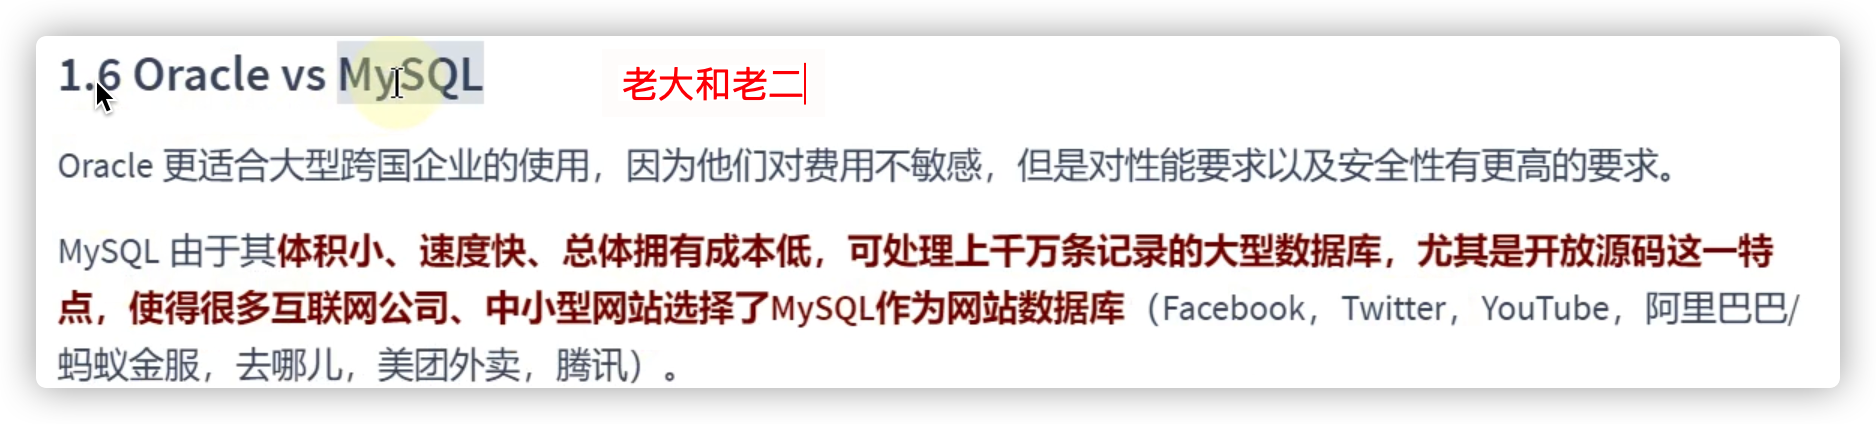 1.6 Oracle vs MySQL 老大和老二
Oracle 更适合大型跨国企业的使用，因为他们对费用不敏感，但是对性能要求以及安全性有更高的要求。
MySQL 由于其体积小、速度快、总体拥有成本低，可处理上千万条记录的大型数据库，尤其是开放源码这一特
点，使得很多互联网公司、中小型网站选择了MySQL作为网站数据库（Facebook，Twitter，YouTube，阿里巴巴/
蚂蚁金服，去哪儿，美团外卖，腾讯）。